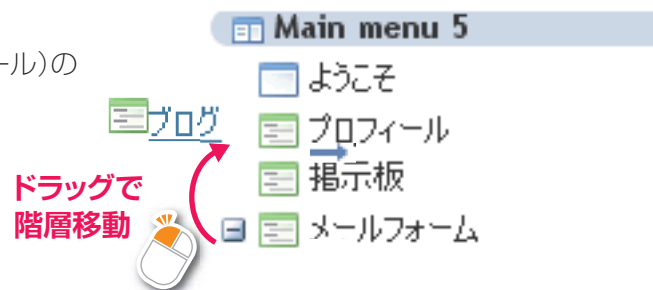 Main menu 5
ール)の
ようこそ
ブログ
プロフィール
掲示板
ドラッグで
階層移動
メールフォーム